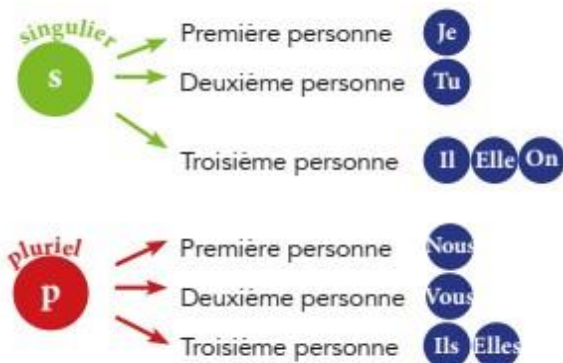 singulier
s
Première personne Je
Deuxième personne Tu
Troisième personne Il Elle On
pluriel
p
Première personne Nous
Deuxième personne Vous
Troisième personne Ils Elles